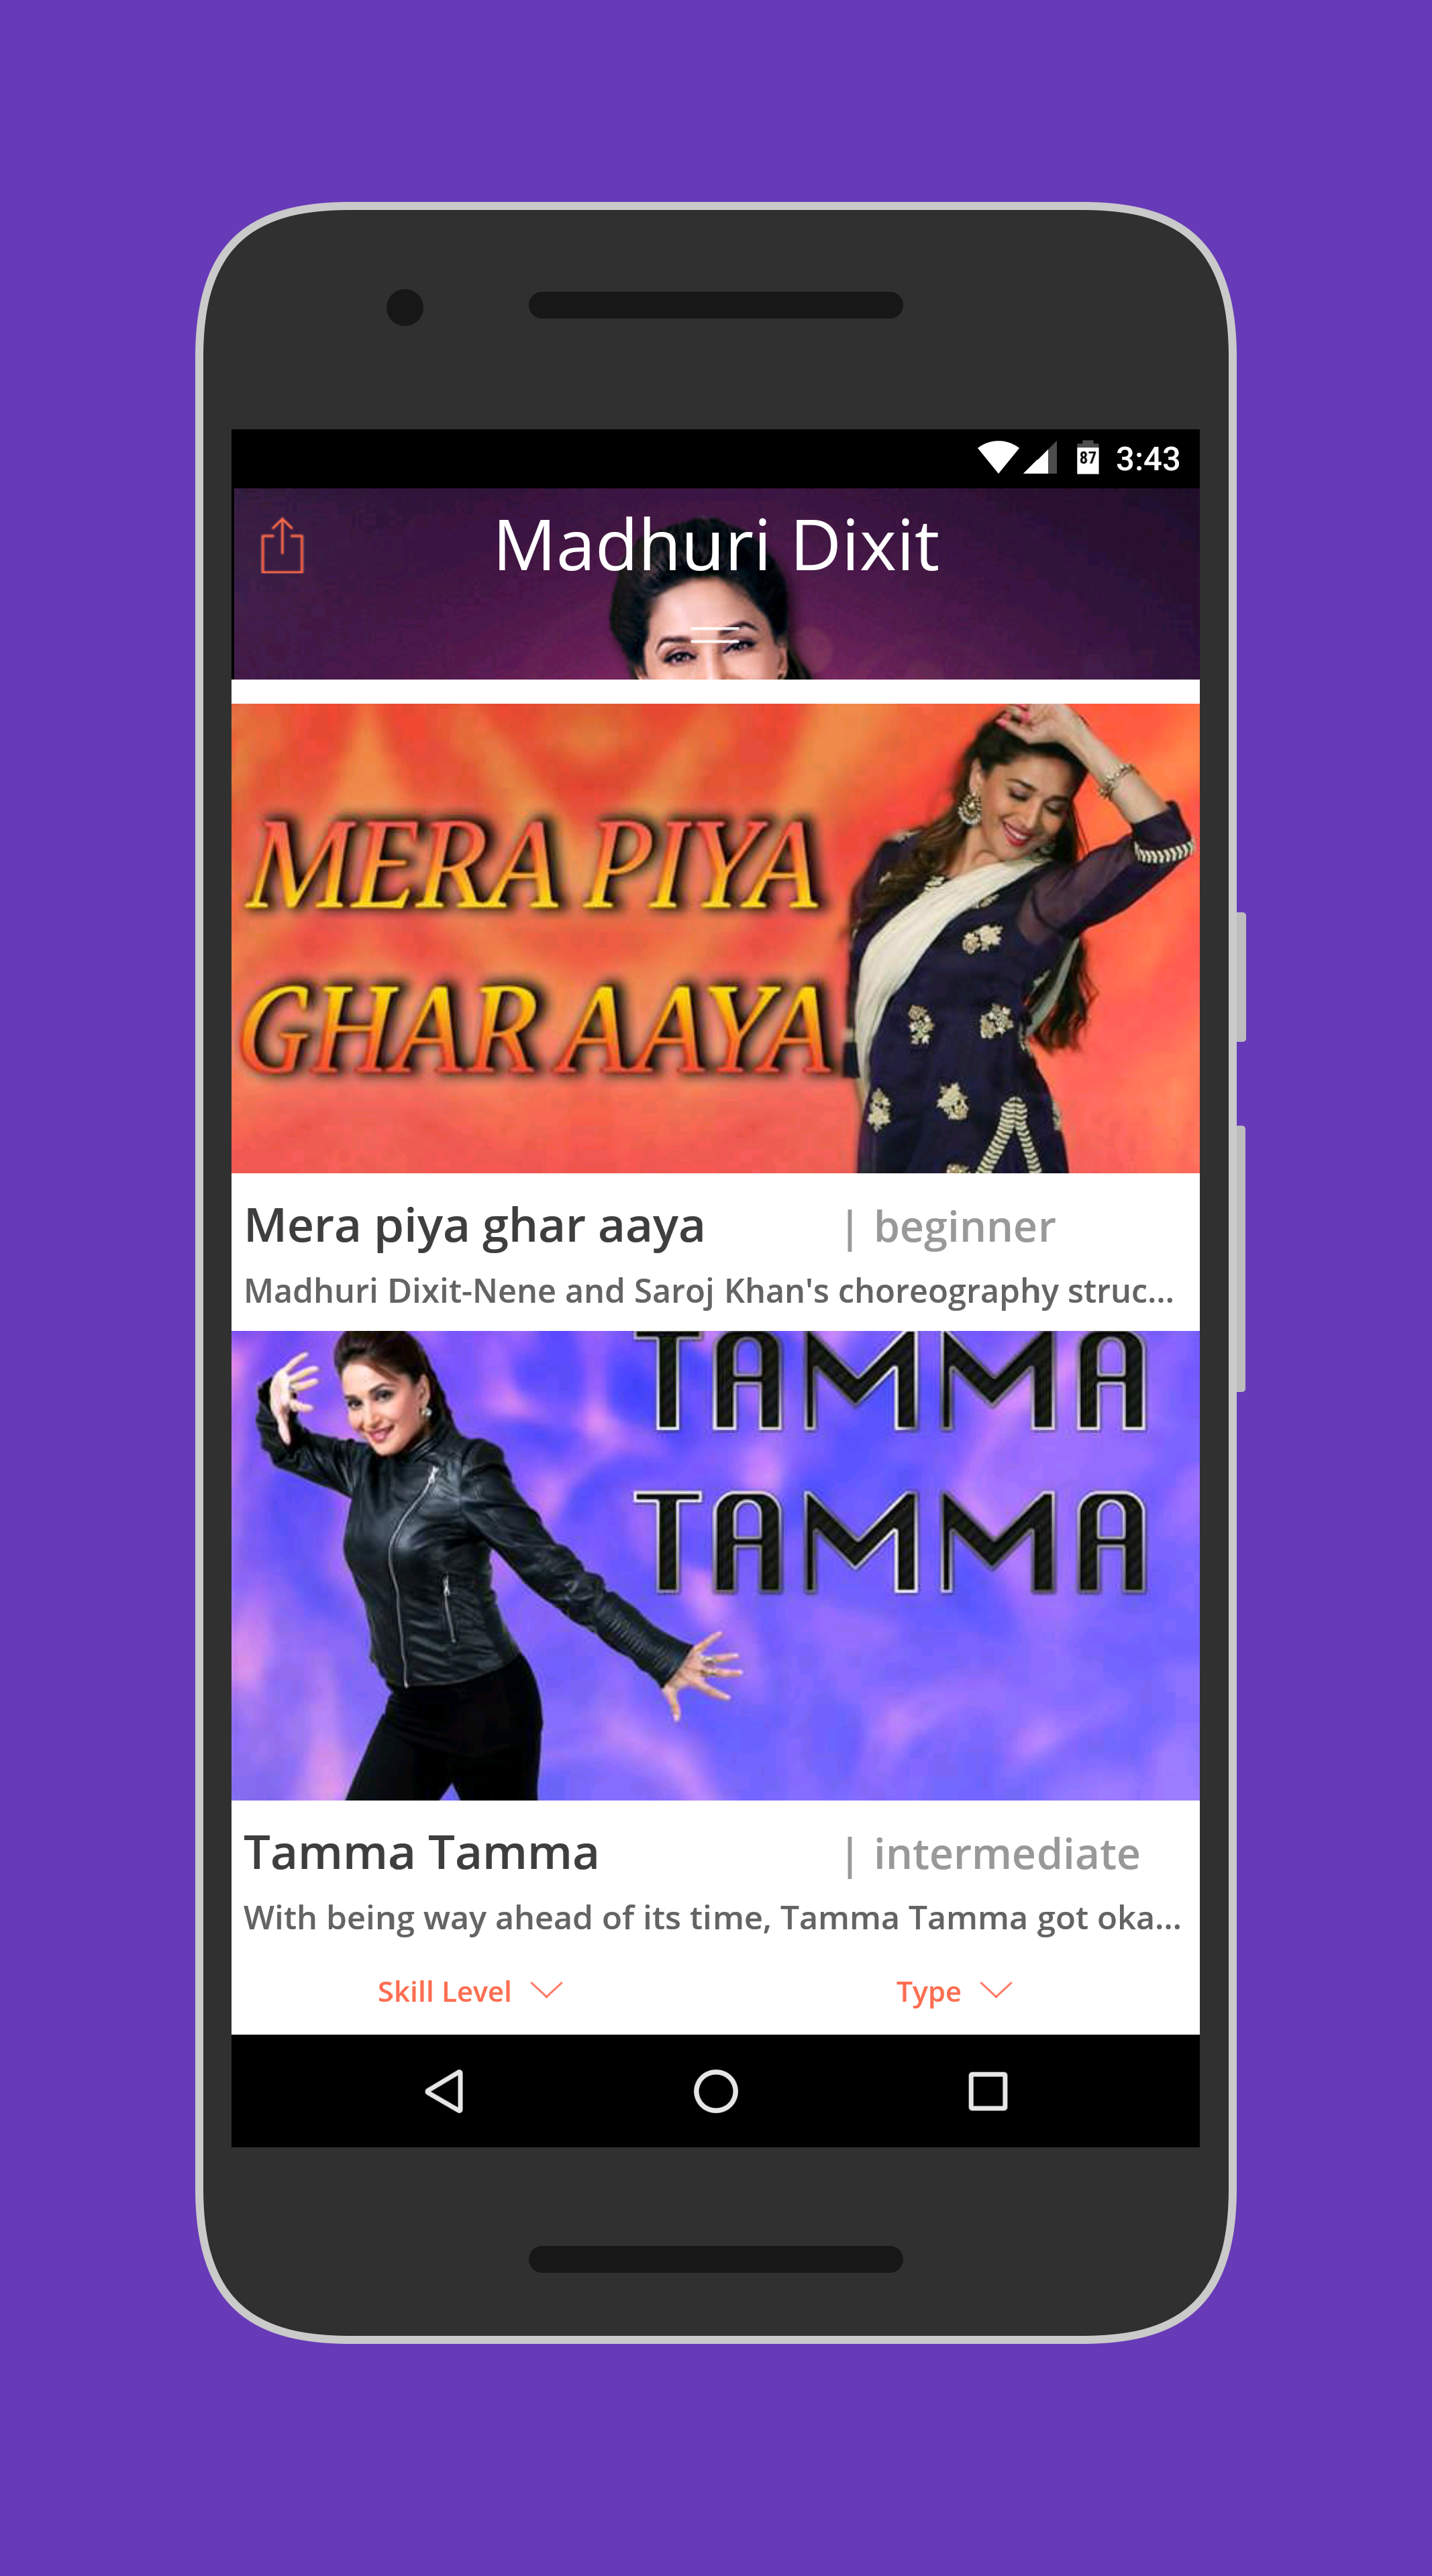 87 3:43
Madhuri Dixit
MERA PIYA
GHAR AAYA
Mera piya ghar aaya | beginner
Madhuri Dixit-Nene and Saroj Khan's choreography struc...
TAMMA
TAMMA
Tamma Tamma | intermediate
With being way ahead of its time, Tamma Tamma got oka...
Skill Level Type